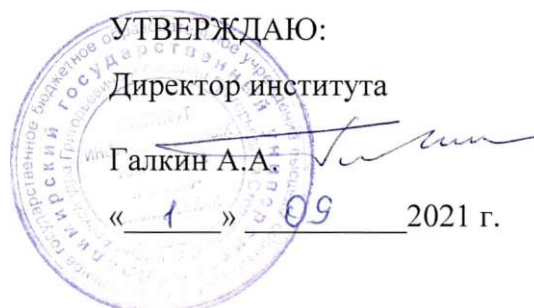 УТВЕРЖДАЮ:
Директор института
Галкин А.А.
« 1 » 09 2021 г.